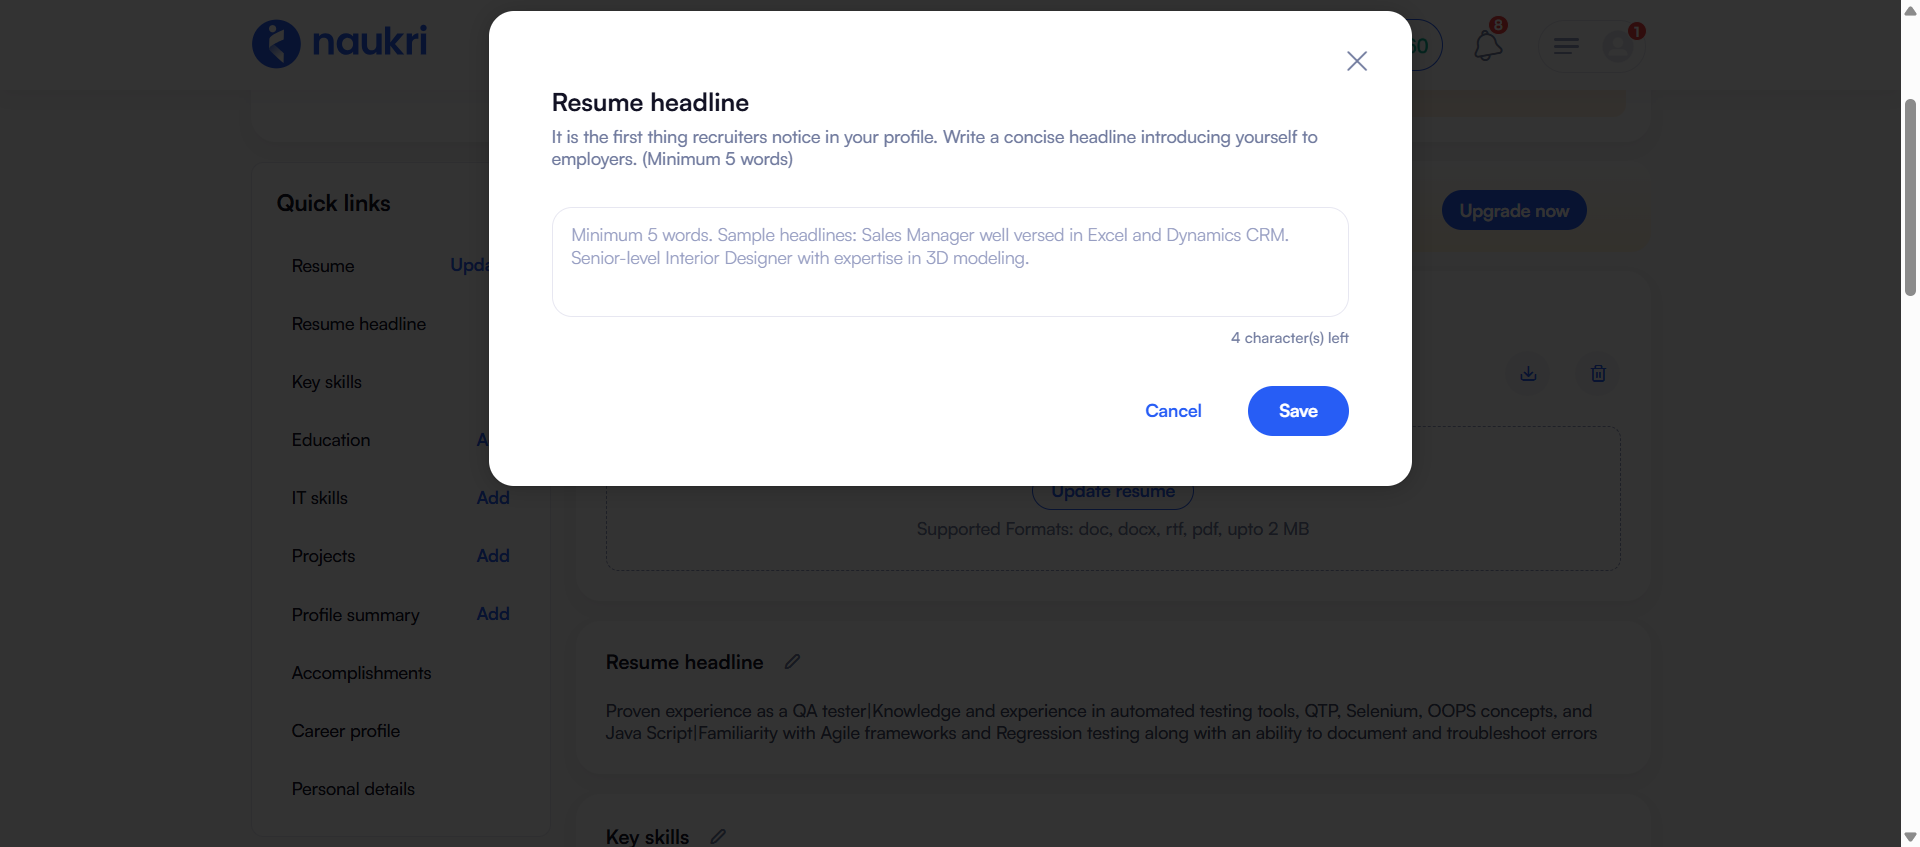 naukri
60
8
1
Resume headline
It is the first thing recruiters notice in your profile. Write a concise headline introducing yourself to
employers. (Minimum 5 words)
Minimum 5 words. Sample headlines: Sales Manager well versed in Excel and Dynamics CRM.
Senior-level Interior Designer with expertise in 3D modeling.
4 character(s) left
Cancel
Save
Upgrade now
Quick links
Resume
Resume headline
Key skills
Education
IT skills Add
Projects Add
Profile summary Add
Accomplishments
Career profile
Personal details
Update resume
Supported Formats: doc, docx, rtf, pdf, upto 2 MB
Resume headline
Proven experience as a QA tester|Knowledge and experience in automated testing tools, QTP, Selenium, OOPS concepts, and
Java Script|Familiarity with Agile frameworks and Regression testing along with an ability to document and troubleshoot errors
Key skills